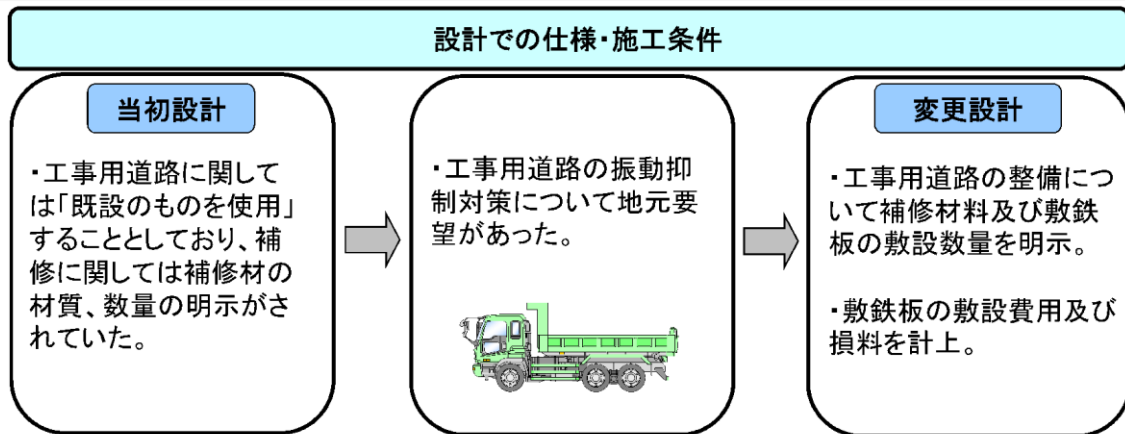 設計での仕様・施工条件
当初設計
・工事用道路に関して
は「既設のものを使用」
することとしており、補
修に関しては補修材の
材質、数量の明示がさ
れていた。
・工事用道路の振動抑
制対策について地元要
望があった。
変更設計
・工事用道路の整備につ
いて補修材料及び敷鉄
板の敷設数量を明示。
・敷鉄板の敷設費用及び
損料を計上。